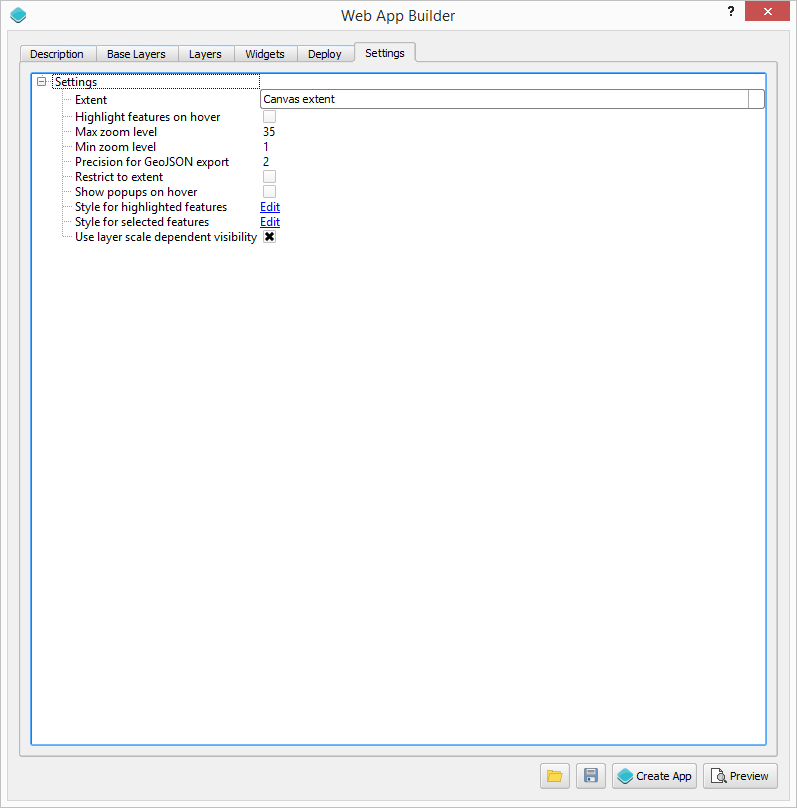 Web App Builder
?
Description Base Layers Layers Widgets Deploy Settings
Settings
Extent Canvas extent
Highlight features on hover
Max zoom level 35
Min zoom level 1
Precision for GeoJSON export 2
Restrict to extent
Show popups on hover
Style for highlighted features Edit
Style for selected features Edit
Use layer scale dependent visibility
Create App Preview